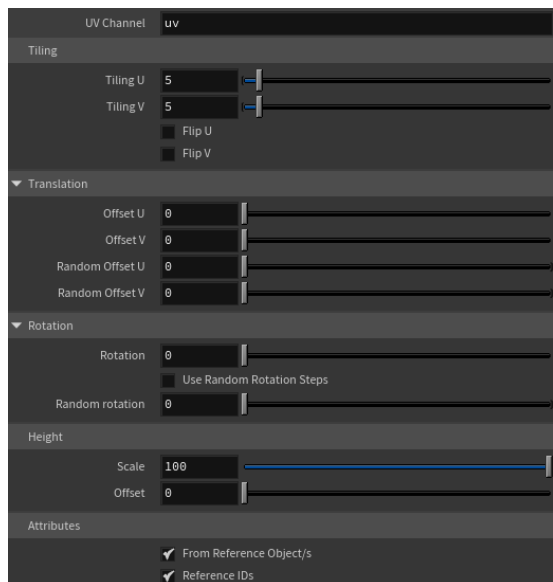 UV Channel uv
Tiling
Tiling U 5
Tiling V 5
Flip U
Flip V
Translation
Offset U 0
Offset V 0
Random Offset U 0
Random Offset V 0
Rotation
Rotation 0
Use Random Rotation Steps
Random rotation 0
Height
Scale 100
Offset 0
Attributes
From Reference Object/s
Reference IDs